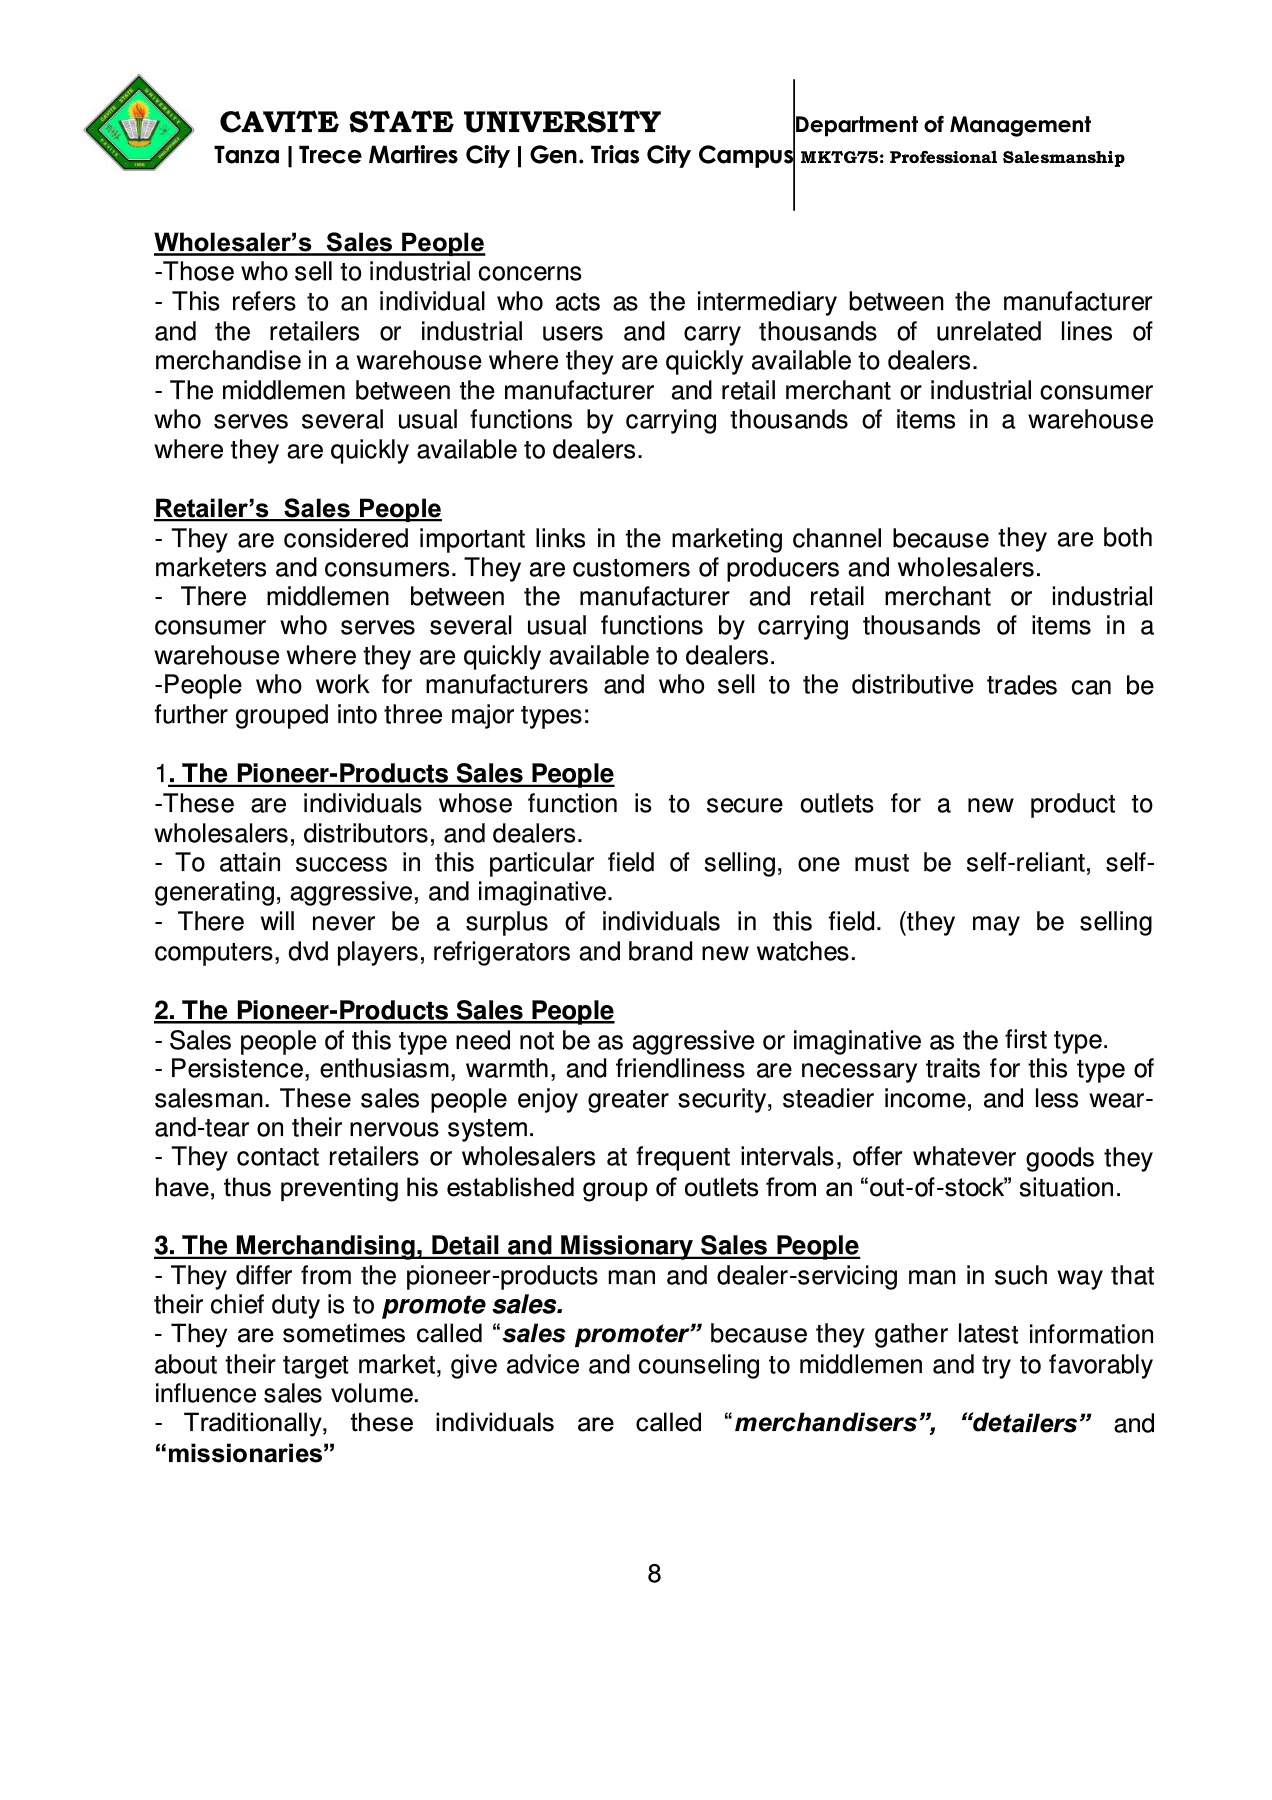 CAVITE STATE UNIVERSITY
Department of Management
Tanza | Trece Martires City | Gen. Trias City Campus
MKTG75: Professional Salesmanship
Wholesaler’s  Sales People
-Those who sell to industrial concerns
- This refers to an individual who acts as the intermediary between the manufacturer
and the retailers or industrial users and carry thousands of unrelated lines of
merchandise in a warehouse where they are quickly available to dealers.
- The middlemen between the manufacturer  and retail merchant or industrial consumer
who serves several usual functions by carrying thousands of items in a warehouse
where they are quickly available to dealers.
Retailer’s  Sales People
- They are considered important links in the marketing channel because they are both
marketers and consumers. They are customers of producers and wholesalers.
- There middlemen between the manufacturer and retail merchant or industrial
consumer who serves several usual functions by carrying thousands of items in a
warehouse where they are quickly available to dealers.
-People who work for manufacturers and who sell to the distributive trades can be
further grouped into three major types:
1. The Pioneer-Products Sales People
-These are individuals whose function is to secure outlets for a new product to
wholesalers, distributors, and dealers.
- To attain success in this particular field of selling, one must be self-reliant, self-
generating, aggressive, and imaginative.
- There will never be a surplus of individuals in this field. (they may be selling
computers, dvd players, refrigerators and brand new watches.
2. The Pioneer-Products Sales People
- Sales people of this type need not be as aggressive or imaginative as the first type.
- Persistence, enthusiasm, warmth, and friendliness are necessary traits for this type of
salesman. These sales people enjoy greater security, steadier income, and less wear-
and-tear on their nervous system.
- They contact retailers or wholesalers at frequent intervals, offer whatever goods they
have, thus preventing his established group of outlets from an “out-of-stock” situation.
3. The Merchandising, Detail and Missionary Sales People
- They differ from the pioneer-products man and dealer-servicing man in such way that
their chief duty is to promote sales.
- They are sometimes called “sales promoter” because they gather latest information
about their target market, give advice and counseling to middlemen and try to favorably
influence sales volume.
- Traditionally, these individuals are called “merchandisers”, “detailers” and
“missionaries”
8